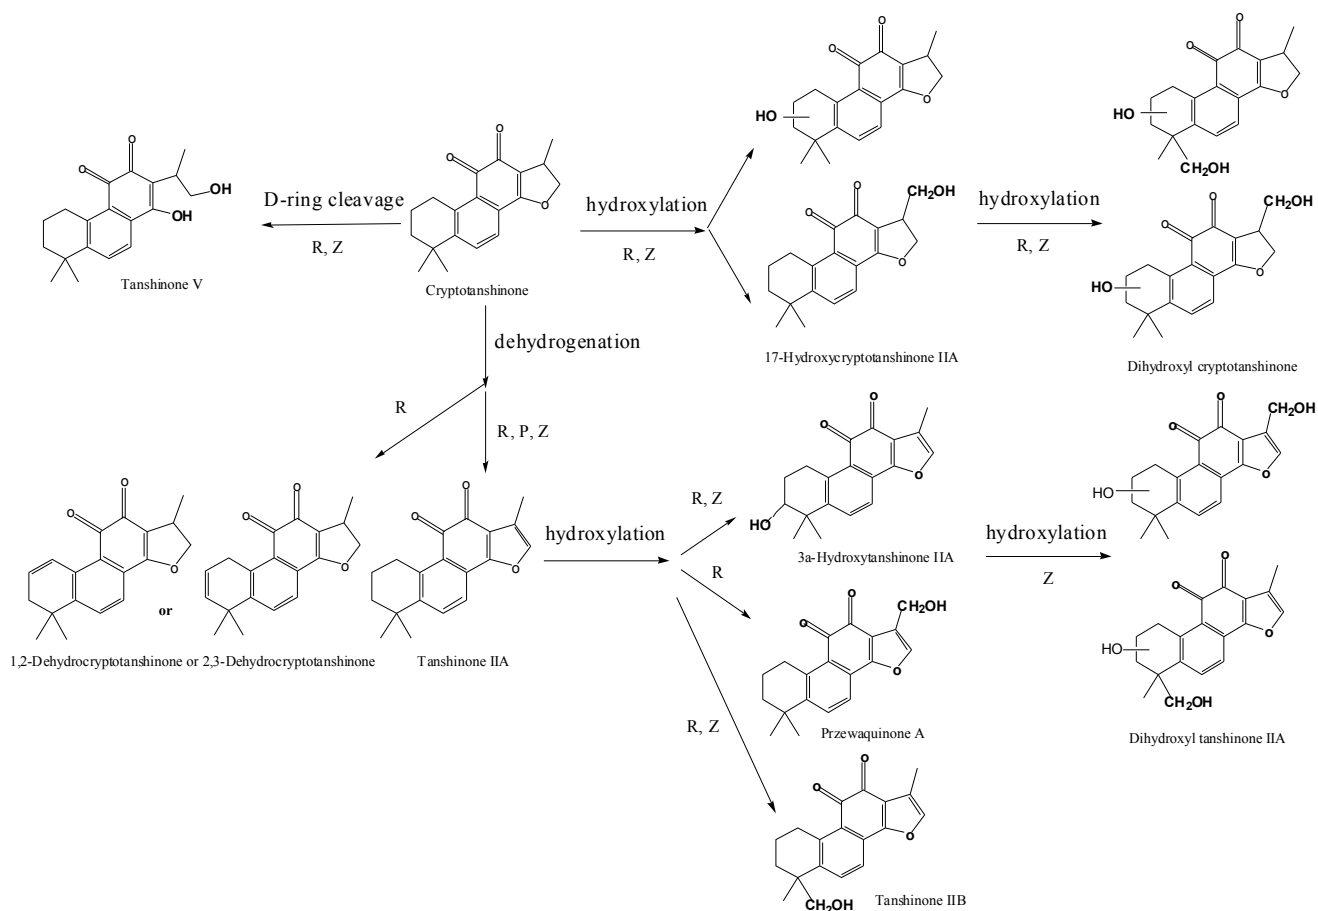 O
O
O
HO
O
O
O
HO
CH2OH
O
O
OH
OH
Tanshinone V
D-ring cleavage
R, Z
O
O
O
Cryptotanshinone
hydroxylation
R, Z
O
O
CH2OH
O
17-Hydroxycryptotanshinone IIA
hydroxylation
R, Z
O
O
CH2OH
O
HO
Dihydroxyl cryptotanshinone
dehydrogenation
R
R, P, Z
O
O
O
or
O
O
O
1,2-Dehydrocryptotanshinone or 2,3-Dehydrocryptotanshinone
O
O
O
Tanshinone IIA
hydroxylation
R, Z
R
R, Z
O
O
O
HO
3a-Hydroxytanshinone IIA
O
O
CH2OH
O
Przewaquinone A
O
O
O
CH2OH
Tanshinone IIB
hydroxylation
Z
O
O
CH2OH
O
HO
O
O
O
HO
CH2OH
Dihydroxyl tanshinone IIA